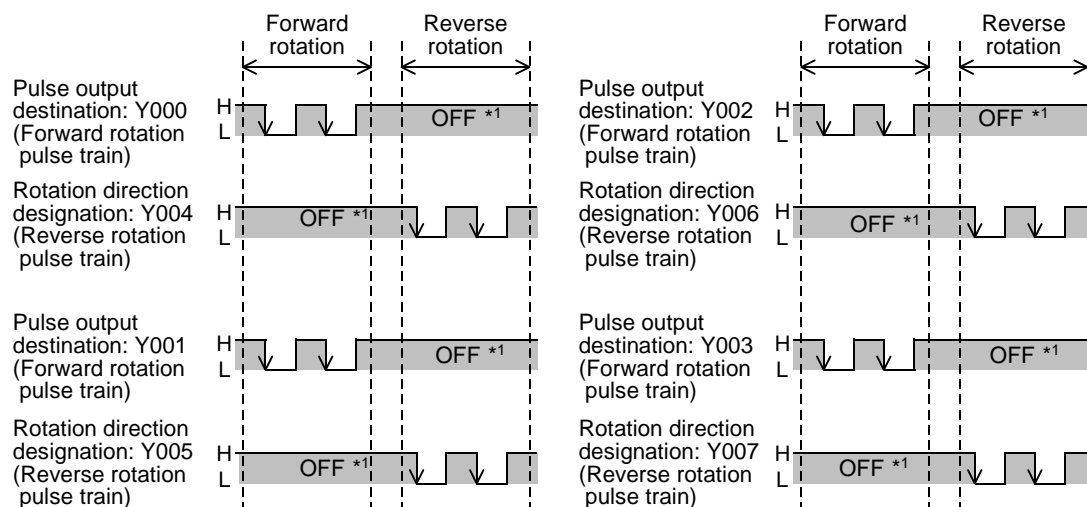 Forward
rotation
Reverse
rotation
Pulse output
destination: Y000
(Forward rotation
pulse train)
H
L
OFF *1
Rotation direction
designation: Y004
(Reverse rotation
pulse train)
H
L
OFF *1
Pulse output
destination: Y001
(Forward rotation
pulse train)
H
L
OFF *1
Rotation direction
designation: Y005
(Reverse rotation
pulse train)
H
L
OFF *1
Forward
rotation
Reverse
rotation
Pulse output
destination: Y002
(Forward rotation
pulse train)
H
L
OFF *1
Rotation direction
designation: Y006
(Reverse rotation
pulse train)
H
L
OFF *1
Pulse output
destination: Y003
(Forward rotation
pulse train)
H
L
OFF *1
Rotation direction
designation: Y007
(Reverse rotation
pulse train)
H
L
OFF *1